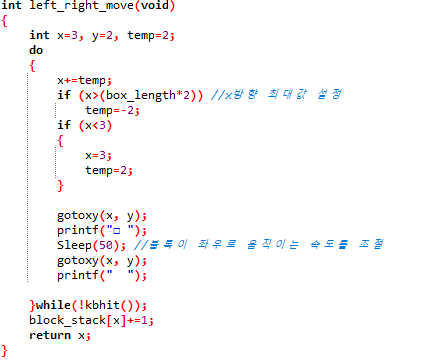 int left_right_move(void)
{
    int x=3, y=2, temp=2;
    do
    {
        x+=temp;
        if (x>(box_length*2)) //x방향 최대값 설정
            temp=-2;
        if (x<3)
        {
            x=3;
            temp=2;
        }

        gotoxy(x, y);
        printf("□ ");
        Sleep(50); //블록이 좌우로 움직이는 속도를 조절
        gotoxy(x, y);
        printf("  ");

    }while(!kbhit());
    block_stack[x]+=1;
    return x;
}